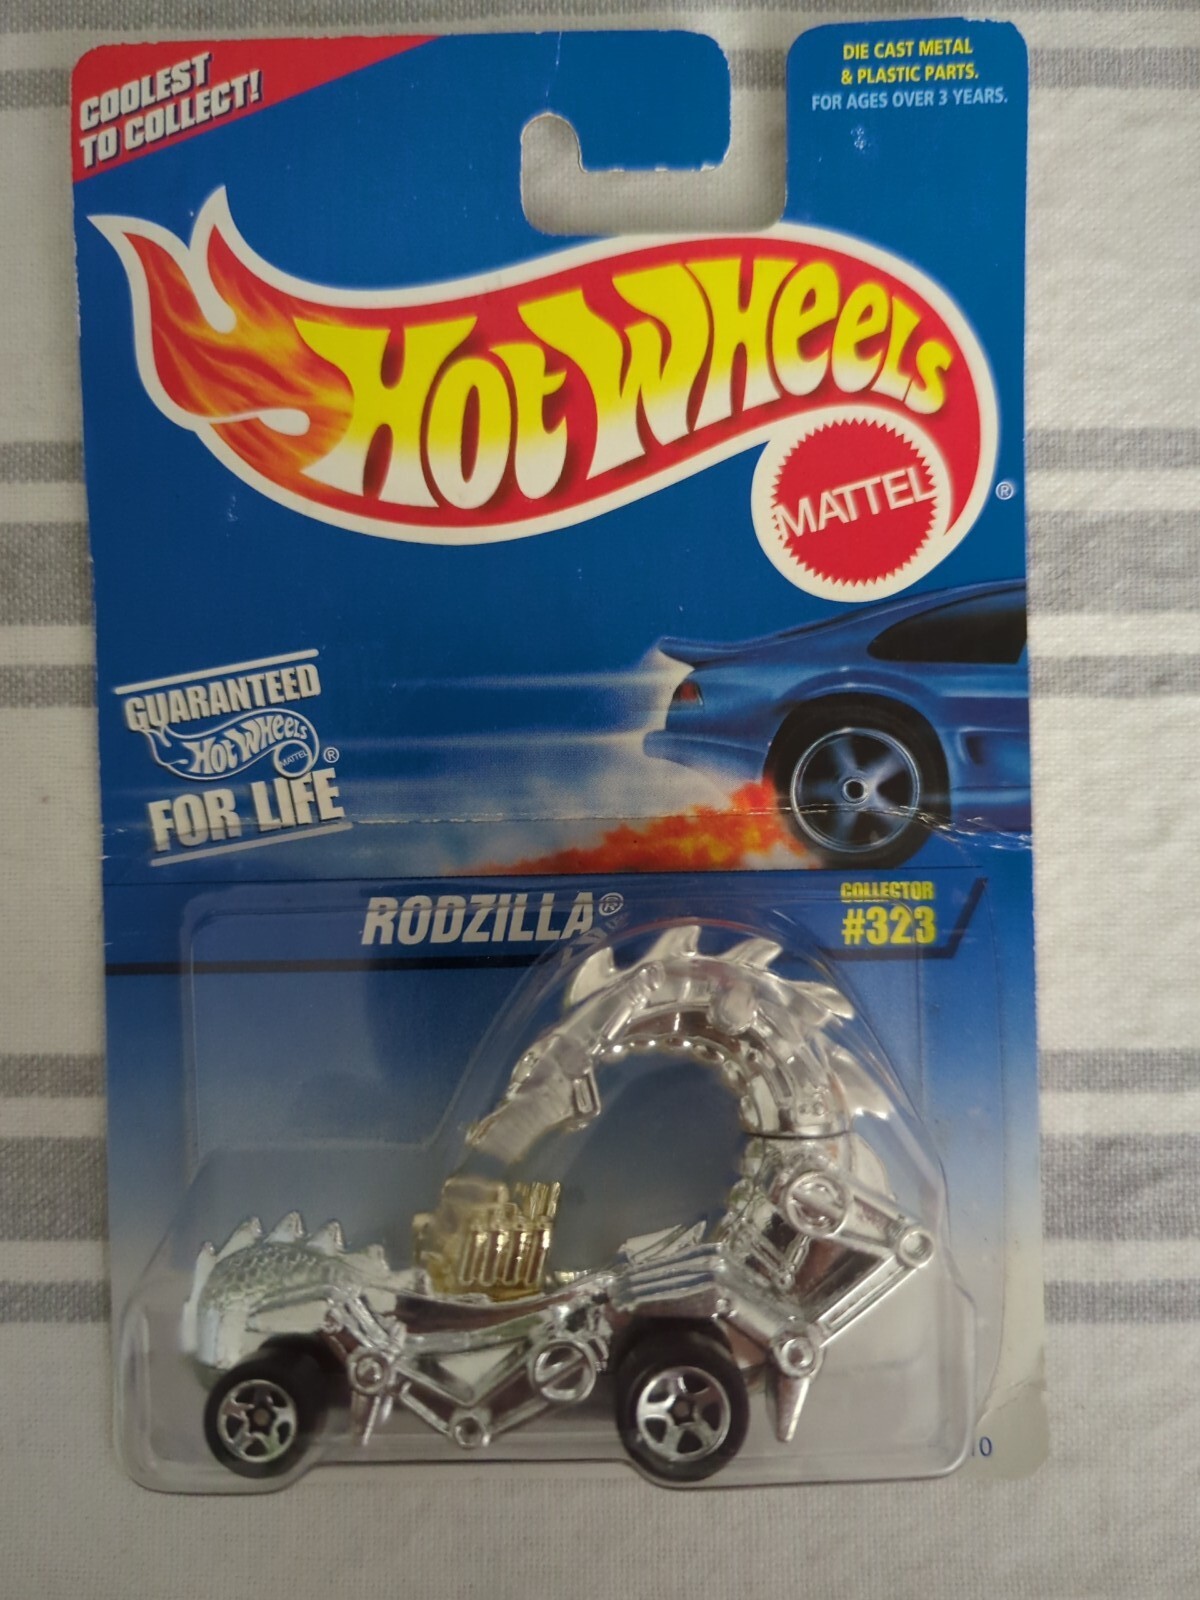 COOLEST
TO COLLECT!
DIE CAST METAL
& PLASTIC PARTS.
FOR AGES OVER 3 YEARS.
HOT WHEELS
MATTEL
®
GUARANTEED
HOT WHEELS
MATTEL
®
FOR LIFE
RODZILLA®
COLLECTOR
#323